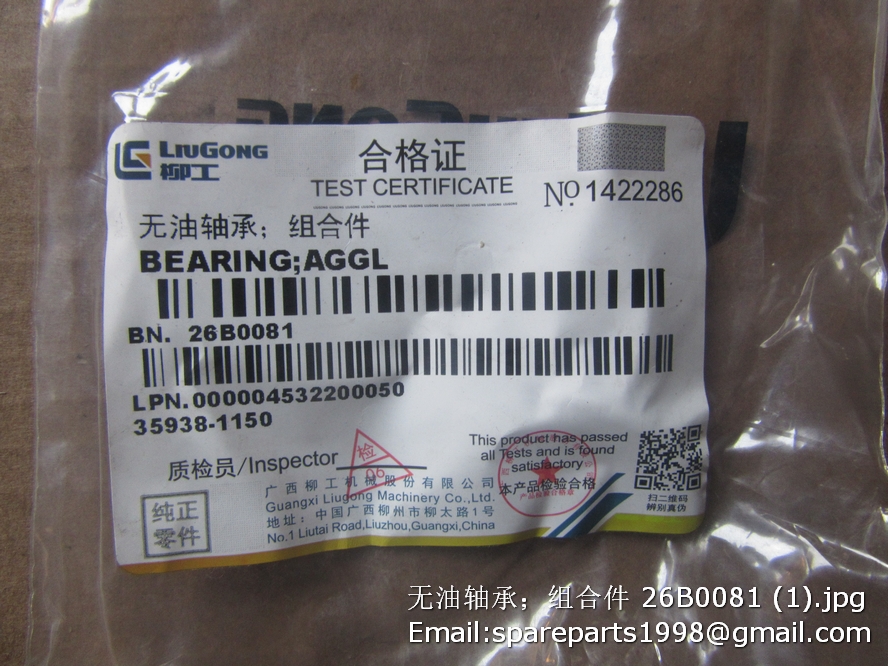 LIUGONG
柳工
合格证
TEST CERTIFICATE
No. 1422286
无油轴承；组合件
BEARING;AGGL
BN. 26B0081
LPN.000004532200050
35938-1150
质检员/Inspector
检
06
This product has passed
all Tests and is found
satisfactory
本产品检验合格
广西柳工机械股份有限公司
Guangxi Liugong Machinery Co.,Ltd.
地址：中国广西柳州市柳太路1号
No.1 Liutai Road,Liuzhou,Guangxi,China
纯正
零件
扫二维码
辨别真伪
无油轴承；组合件 26B0081 (1).jpg
Email:spareparts1998@gmail.com